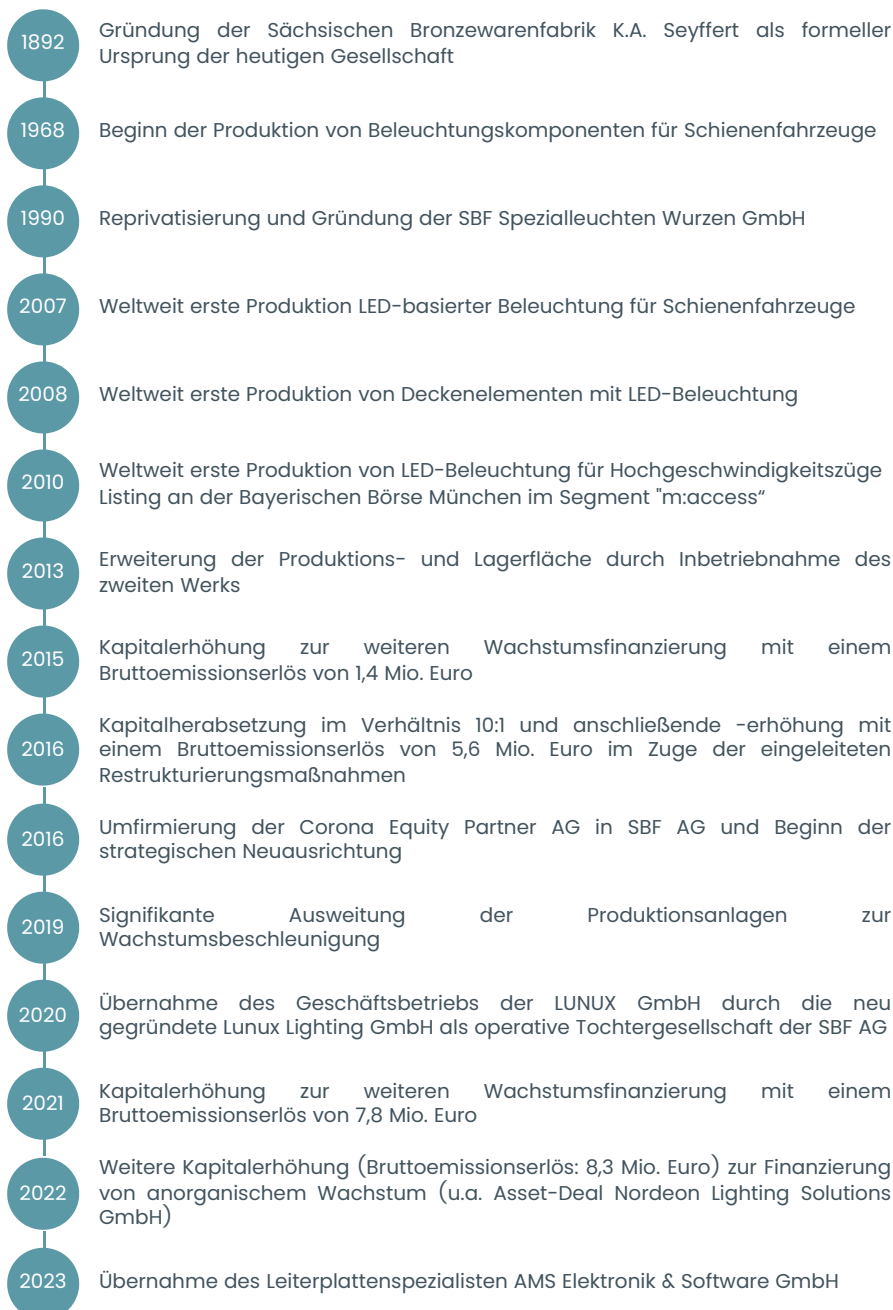 1892
Gründung der Sächsischen Bronzewarenfabrik K.A. Seyffert als formeller
Ursprung der heutigen Gesellschaft
1968
Beginn der Produktion von Beleuchtungskomponenten für Schienenfahrzeuge
1990
Reprivatisierung und Gründung der SBF Spezialleuchten Wurzen GmbH
2007
Weltweit erste Produktion LED-basierter Beleuchtung für Schienenfahrzeuge
2008
Weltweit erste Produktion von Deckenelementen mit LED-Beleuchtung
2010
Weltweit erste Produktion von LED-Beleuchtung für Hochgeschwindigkeitszüge
Listing an der Bayerischen Börse München im Segment "m:access“
2013
Erweiterung der Produktions- und Lagerfläche durch Inbetriebnahme des
zweiten Werks
2015
Kapitalerhöhung zur weiteren Wachstumsfinanzierung mit einem
Bruttoemissionserlös von 1,4 Mio. Euro
2016
Kapitalherabsetzung im Verhältnis 10:1 und anschließende -erhöhung mit
einem Bruttoemissionserlös von 5,6 Mio. Euro im Zuge der eingeleiteten
Restrukturierungsmaßnahmen
2016
Umfirmierung der Corona Equity Partner AG in SBF AG und Beginn der
strategischen Neuausrichtung
2019
Signifikante Ausweitung der Produktionsanlagen zur
Wachstumsbeschleunigung
2020
Übernahme des Geschäftsbetriebs der LUNUX GmbH durch die neu
gegründete Lunux Lighting GmbH als operative Tochtergesellschaft der SBF AG
2021
Kapitalerhöhung zur weiteren Wachstumsfinanzierung mit einem
Bruttoemissionserlös von 7,8 Mio. Euro
2022
Weitere Kapitalerhöhung (Bruttoemissionserlös: 8,3 Mio. Euro) zur Finanzierung
von anorganischem Wachstum (u.a. Asset-Deal Nordeon Lighting Solutions
GmbH)
2023
Übernahme des Leiterplattenspezialisten AMS Elektronik & Software GmbH